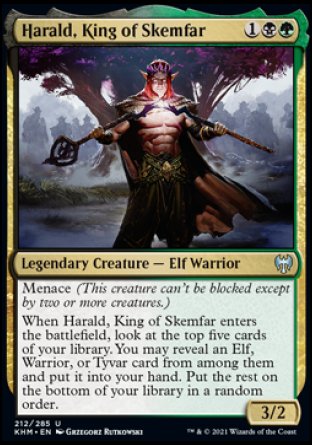 Harald, King of Skemfar 1
Legendary Creature — Elf Warrior
Menace (This creature can't be blocked except
by two or more creatures.)
When Harald, King of Skemfar enters
the battlefield, look at the top five cards
of your library. You may reveal an Elf,
Warrior, or Tyvar card from among them
and put it into your hand. Put the rest on
the bottom of your library in a random
order.
3/2
212/285 U
KHM • EN Grzegorz Rutkowski
™ & © 2021 Wizards of the Coast